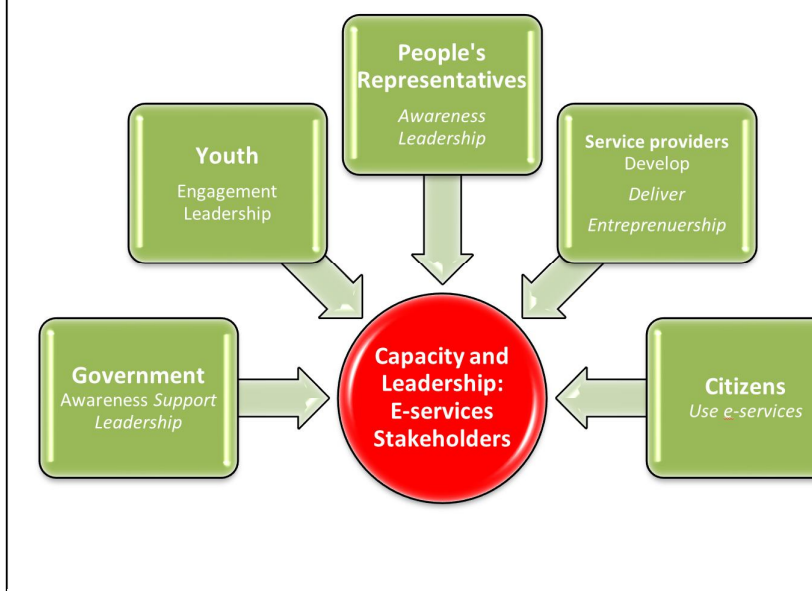 People's
Representatives
Awareness
Leadership
Youth
Engagement
Leadership
Service providers
Develop
Deliver
Entreprenuership
Government
Awareness Support
Leadership
Capacity and
Leadership:
E-services
Stakeholders
Citizens
Use e-services